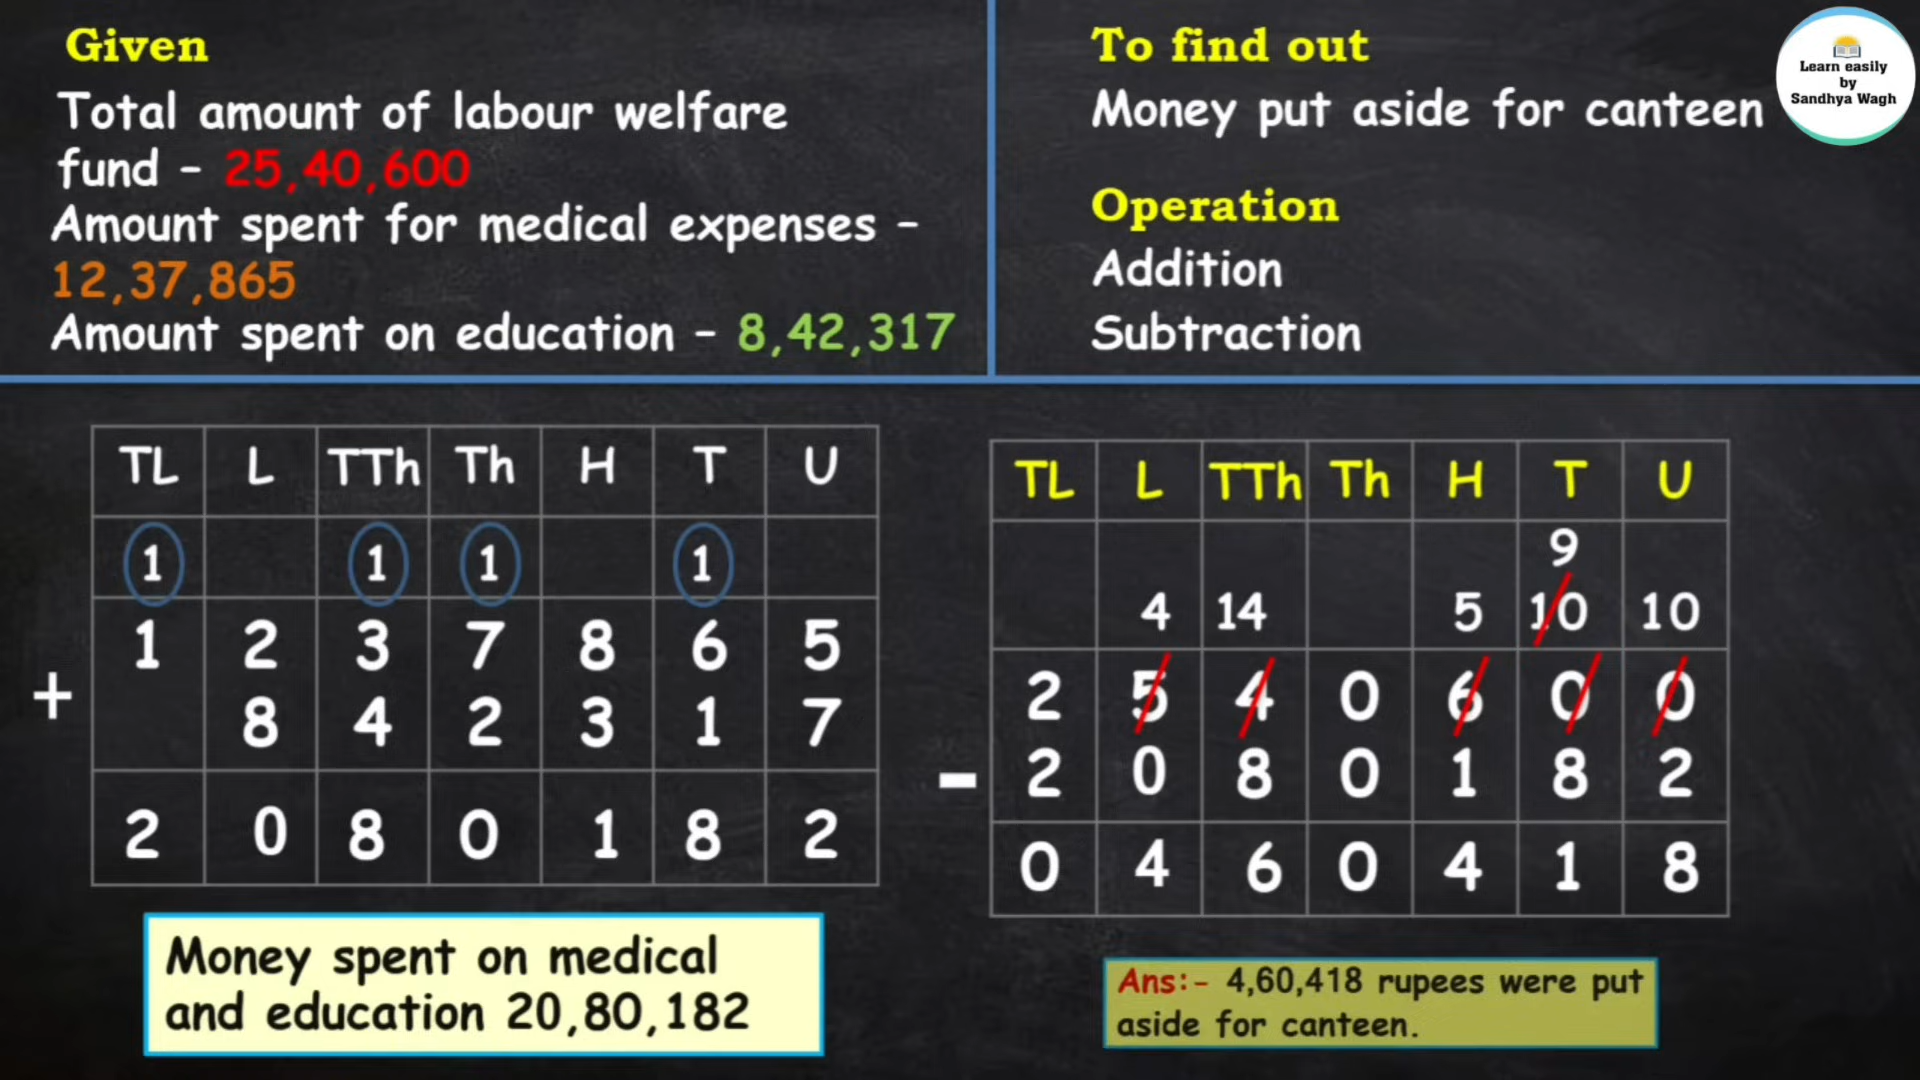 Given
Total amount of labour welfare
fund - 25,40,600
Amount spent for medical expenses -
12,37,865
Amount spent on education - 8,42,317
To find out
Money put aside for canteen
Operation
Addition
Subtraction
Learn easily
by
Sandhya Wagh
TL L TTh Th H T U
1 1 1 1
1 2 3 7 8 6 5
+ 8 4 2 3 1 7
2 0 8 0 1 8 2
Money spent on medical
and education 20,80,182
TL L TTh Th H T U
9
4 14 5 10 10
2 5 4 0 6 0 0
- 2 0 8 0 1 8 2
0 4 6 0 4 1 8
Ans:- 4,60,418 rupees were put
aside for canteen.